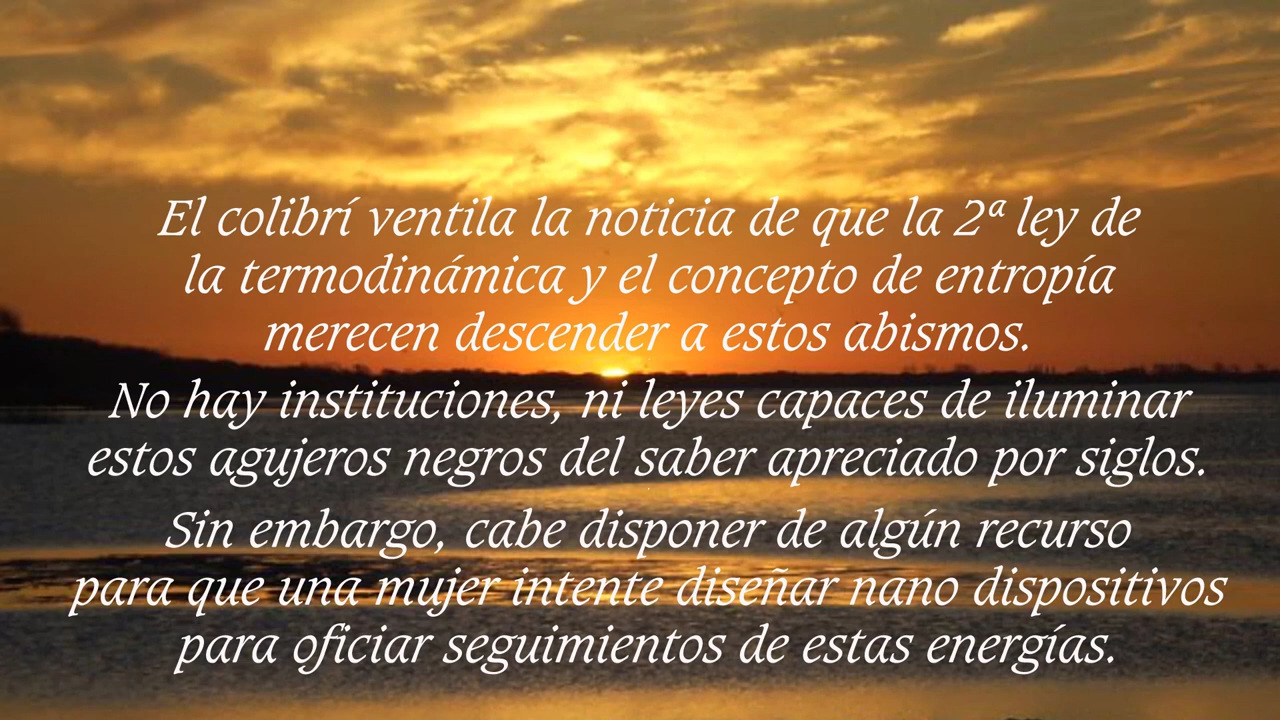 El colibrí ventila la noticia de que la 2ª ley de
la termodinámica y el concepto de entropía
merecen descender a estos abismos.
No hay instituciones, ni leyes capaces de iluminar
estos agujeros negros del saber apreciado por siglos.
Sin embargo, cabe disponer de algún recurso
para que una mujer intente diseñar nano dispositivos
para oficiar seguimientos de estas energías.